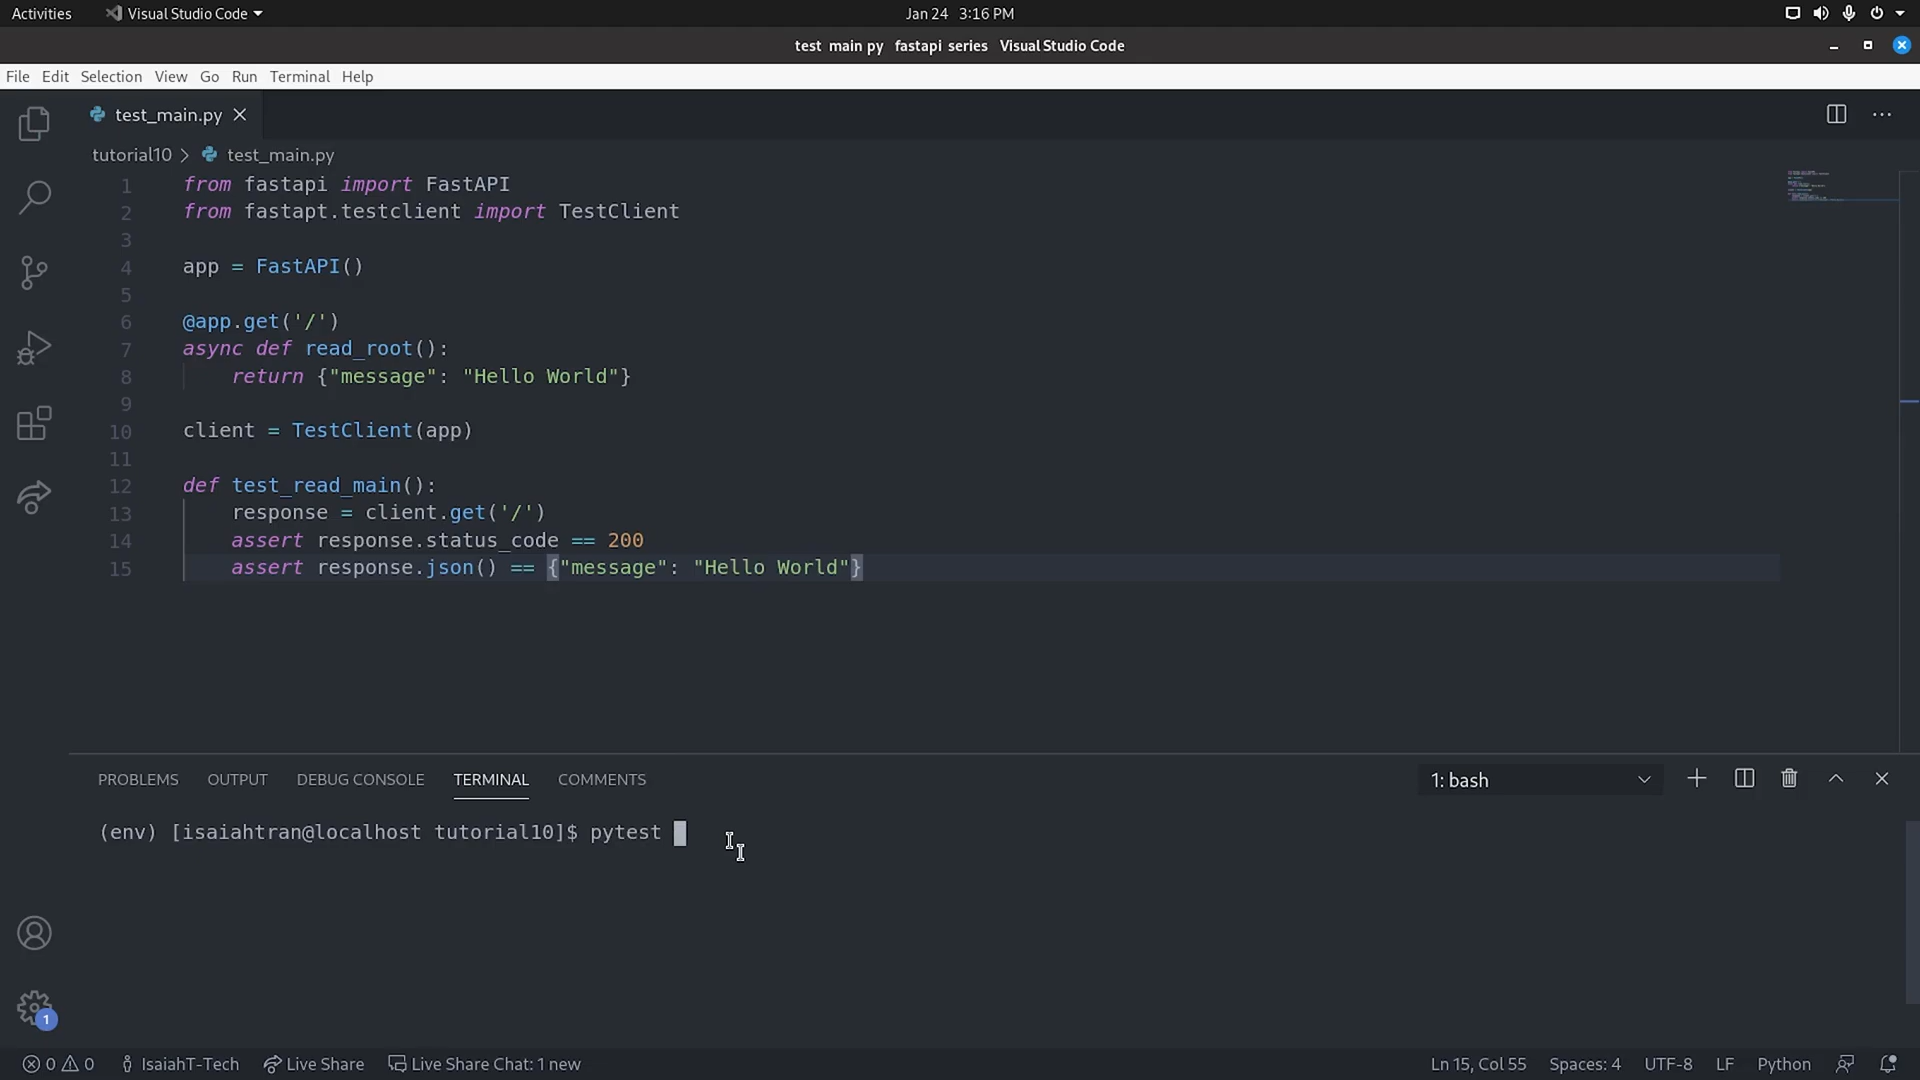 Activities Visual Studio Code Jan 24 3:16 PM
test main py fastapi series Visual Studio Code
File Edit Selection View Go Run Terminal Help
test_main.py
tutorial10 > test_main.py
1 from fastapi import FastAPI
2 from fastapt.testclient import TestClient
3
4 app = FastAPI()
5
6 @app.get('/')
7 async def read_root():
8 return {"message": "Hello World"}
9
10 client = TestClient(app)
11
12 def test_read_main():
13 response = client.get('/')
14 assert response.status_code == 200
15 assert response.json() == {"message": "Hello World"}
PROBLEMS OUTPUT DEBUG CONSOLE TERMINAL COMMENTS 1: bash
(env) [isaiahtran@localhost tutorial10]$ pytest
1
0 0 IsaiahT-Tech Live Share Live Share Chat: 1 new Ln 15, Col 55 Spaces: 4 UTF-8 LF Python